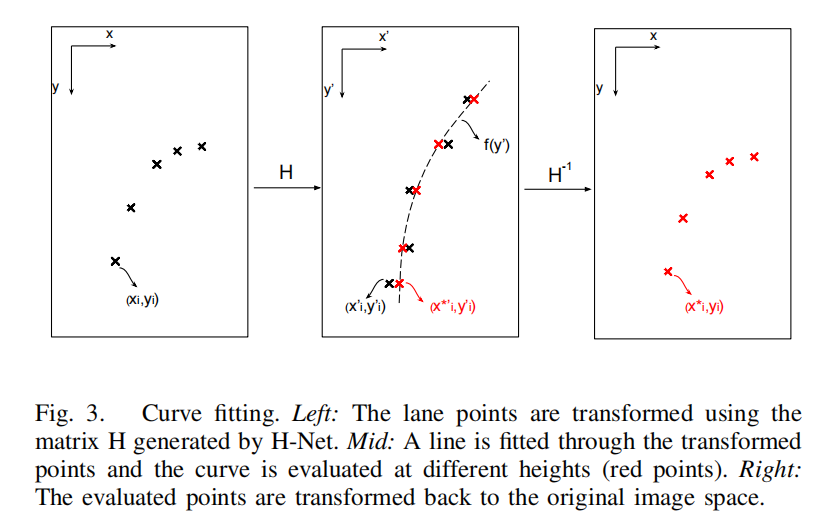 x
y
(xi,yi)
H
x'
y'
f(y')
(x'i,y'i)
(x*'i,y'i)
H-1
x
y
(x*i,yi)
Fig. 3. Curve fitting. Left: The lane points are transformed using the
matrix H generated by H-Net. Mid: A line is fitted through the transformed
points and the curve is evaluated at different heights (red points). Right:
The evaluated points are transformed back to the original image space.